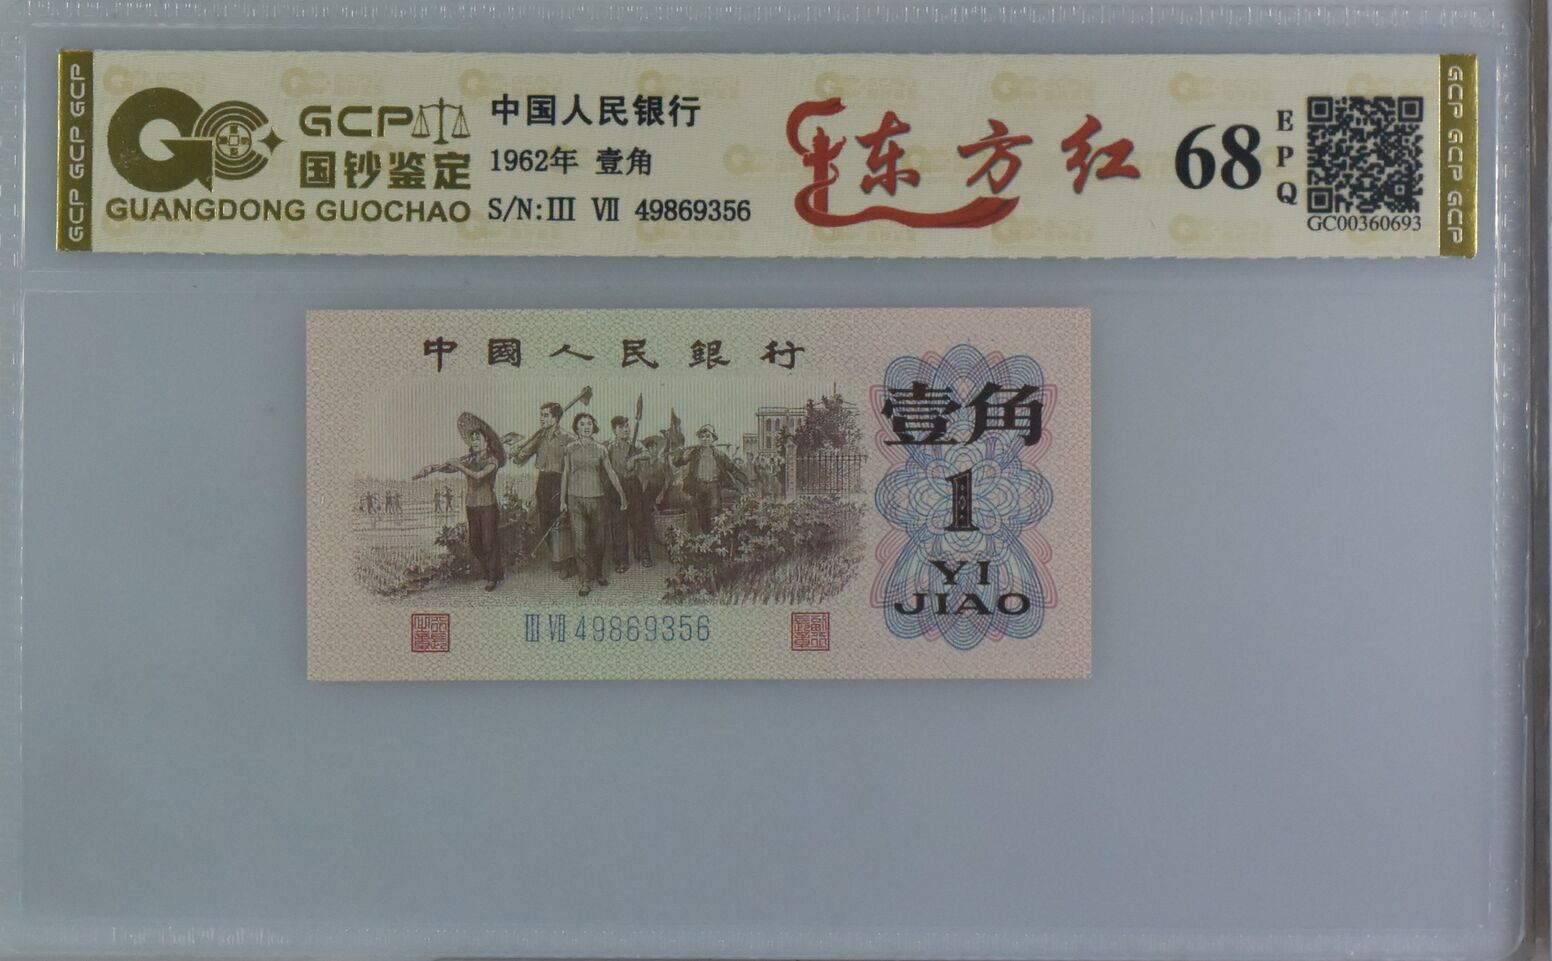 GCP GCP GCP
GCP
国钞鉴定
GUANGDONG GUOCHAO
中国人民银行
1962年 壹角
S/N:Ⅲ Ⅶ 49869356
东方红
68
EPQ
GC00360693
GCP GCP GCP
中國人民銀行
壹角
1
YI
JIAO
Ⅲ Ⅶ 49869356